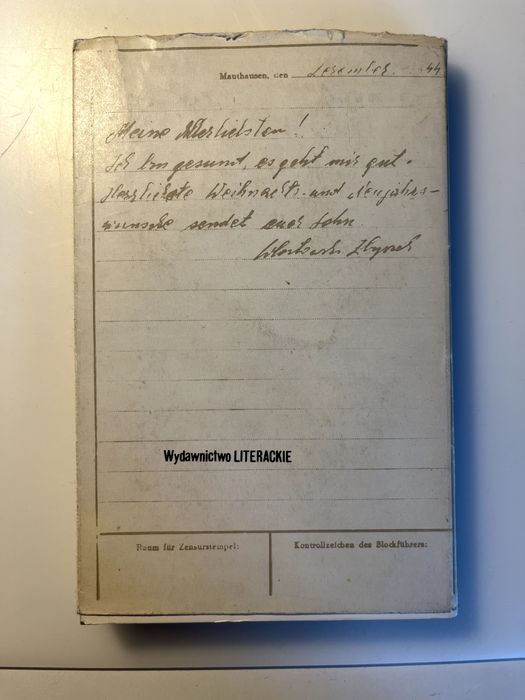 Mauthausen, den Dezember 44
Meine Allerliebsten!
Ich bin gesund, es geht mir gut.
Herzlichste Weihnachts- und Neujahrs-
wünsche sendet euer Sohn
Wydawnictwo LITERACKIE
Raum für Zensurstempel:
Kontrollzeichen des Blockführers: